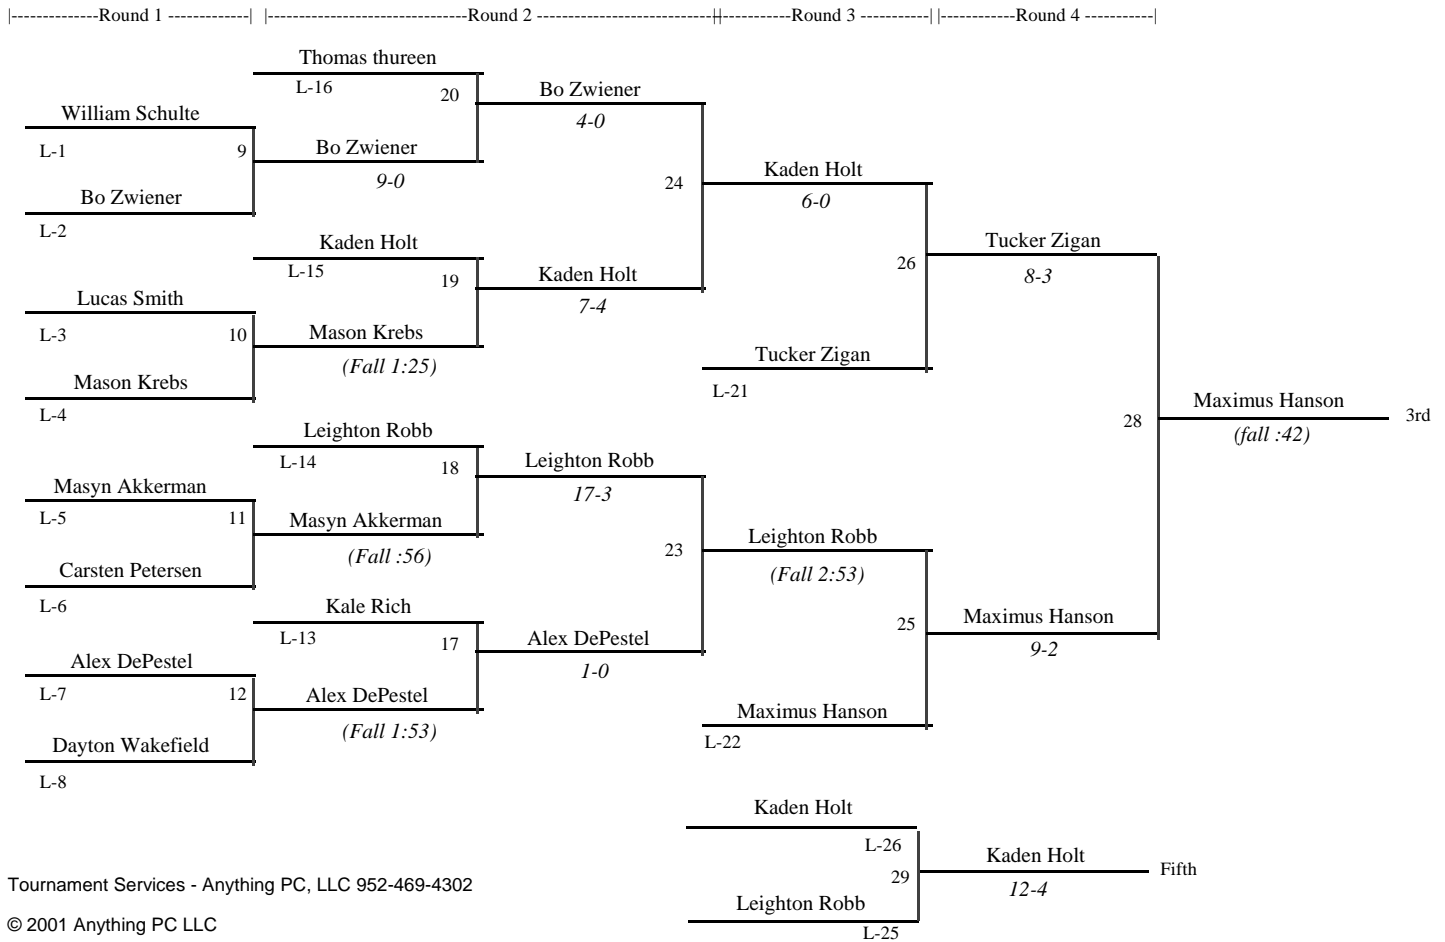 |--------------Round 1 ---------------| |-----------------------------Round 2 --------------------------||------------Round 3 -----------| |-----------Round 4 -----------|
Thomas thureen
L-16
20
Bo Zwiener
4-0
William Schulte
L-1
9
Bo Zwiener
9-0
Bo Zwiener
L-2
24
Kaden Holt
6-0
Kaden Holt
L-15
19
Kaden Holt
7-4
Lucas Smith
L-3
10
Mason Krebs
(Fall 1:25)
Mason Krebs
L-4
26
Tucker Zigan
8-3
Tucker Zigan
L-21
Leighton Robb
L-14
18
Leighton Robb
17-3
Masyn Akkerman
L-5
11
Masyn Akkerman
(Fall :56)
Carsten Petersen
L-6
28
Maximus Hanson
(fall :42)
3rd
23
Leighton Robb
(Fall 2:53)
Kale Rich
L-13
17
Alex DePestel
1-0
Alex DePestel
L-7
12
Alex DePestel
(Fall 1:53)
Dayton Wakefield
L-8
25
Maximus Hanson
9-2
Maximus Hanson
L-22
Kaden Holt
L-26
29
Kaden Holt
12-4
Fifth
Leighton Robb
L-25
Tournament Services - Anything PC, LLC 952-469-4302
© 2001 Anything PC LLC